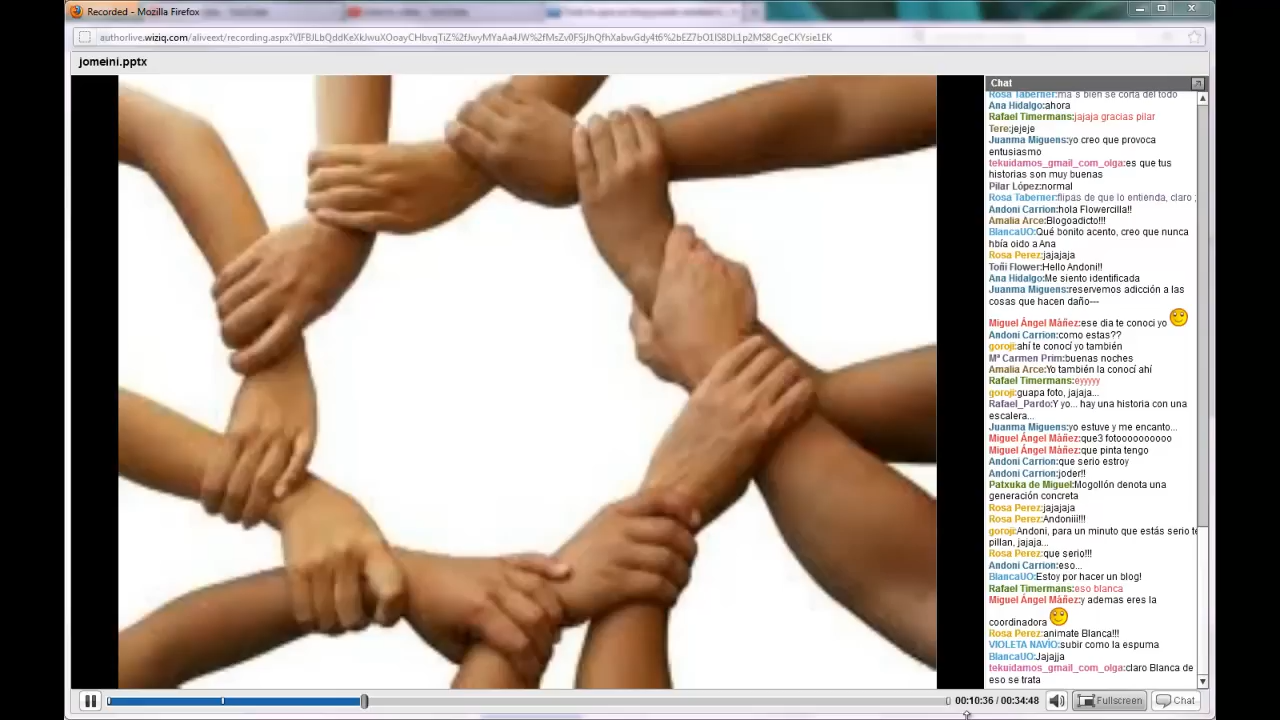 Recorded - Mozilla Firefox
authorlive.wiziq.com/aliveext/recording.aspx?
jomeini.pptx
Chat
Rosa Taberner:ma´s bien se corta del todo
Ana Hidalgo:ahora
Rafael Timermans:jajaja gracias pilar
Tere:jejeje
Juanma Miguens:yo creo que provoca
entusiasmo
tekuidamos_gmail_com_olga:es que tus
historias son muy buenas
Pilar López:normal
Rosa Taberner:flipas de que lo entienda, claro ;
Andoni Carrion:hola Flowercilla!!
Amalia Arce:Blogoadicto!!!
BlancaUO:Qué bonito acento, creo que nunca
hbía oido a Ana
Rosa Perez:jajajaja
Toñi Flower:Hello Andoni!!
Ana Hidalgo:Me siento identificada
Juanma Miguens:reservemos adicción a las
cosas que hacen daño---
Miguel Ángel Máñez:ese dia te conoci yo
Andoni Carrion:como estas??
goroji:ahí te conocí yo también
Mª Carmen Prim:buenas noches
Amalia Arce:Yo también la conocí ahí
Rafael Timermans:eyyyyy
goroji:guapa foto, jajaja...
Rafael_Pardo:Y yo... hay una historia con una
escalera...
Juanma Miguens:yo estuve y me encanto...
Miguel Ángel Máñez:que3 fotoooooooooo
Miguel Ángel Máñez:que pinta tengo
Andoni Carrion:que serio estroy
Andoni Carrion:joder!!
Patxuka de Miguel:Mogollón denota una
generación concreta
Rosa Perez:jajajaja
Rosa Perez:Andoniii!!!
goroji:Andoni, para un minuto que estás serio te
pillan, jajaja...
Rosa Perez:que serio!!!
Andoni Carrion:eso...
BlancaUO:Estoy por hacer un blog!
Rafael Timermans:eso blanca
Miguel Ángel Máñez:y ademas eres la
coordinadora
Rosa Perez:animate Blanca!!!
VIOLETA NAVÍO:subir como la espuma
BlancaUO:Jajajja
tekuidamos_gmail_com_olga:claro Blanca de
eso se trata
00:10:36 / 00:34:48
Fullscreen
Chat